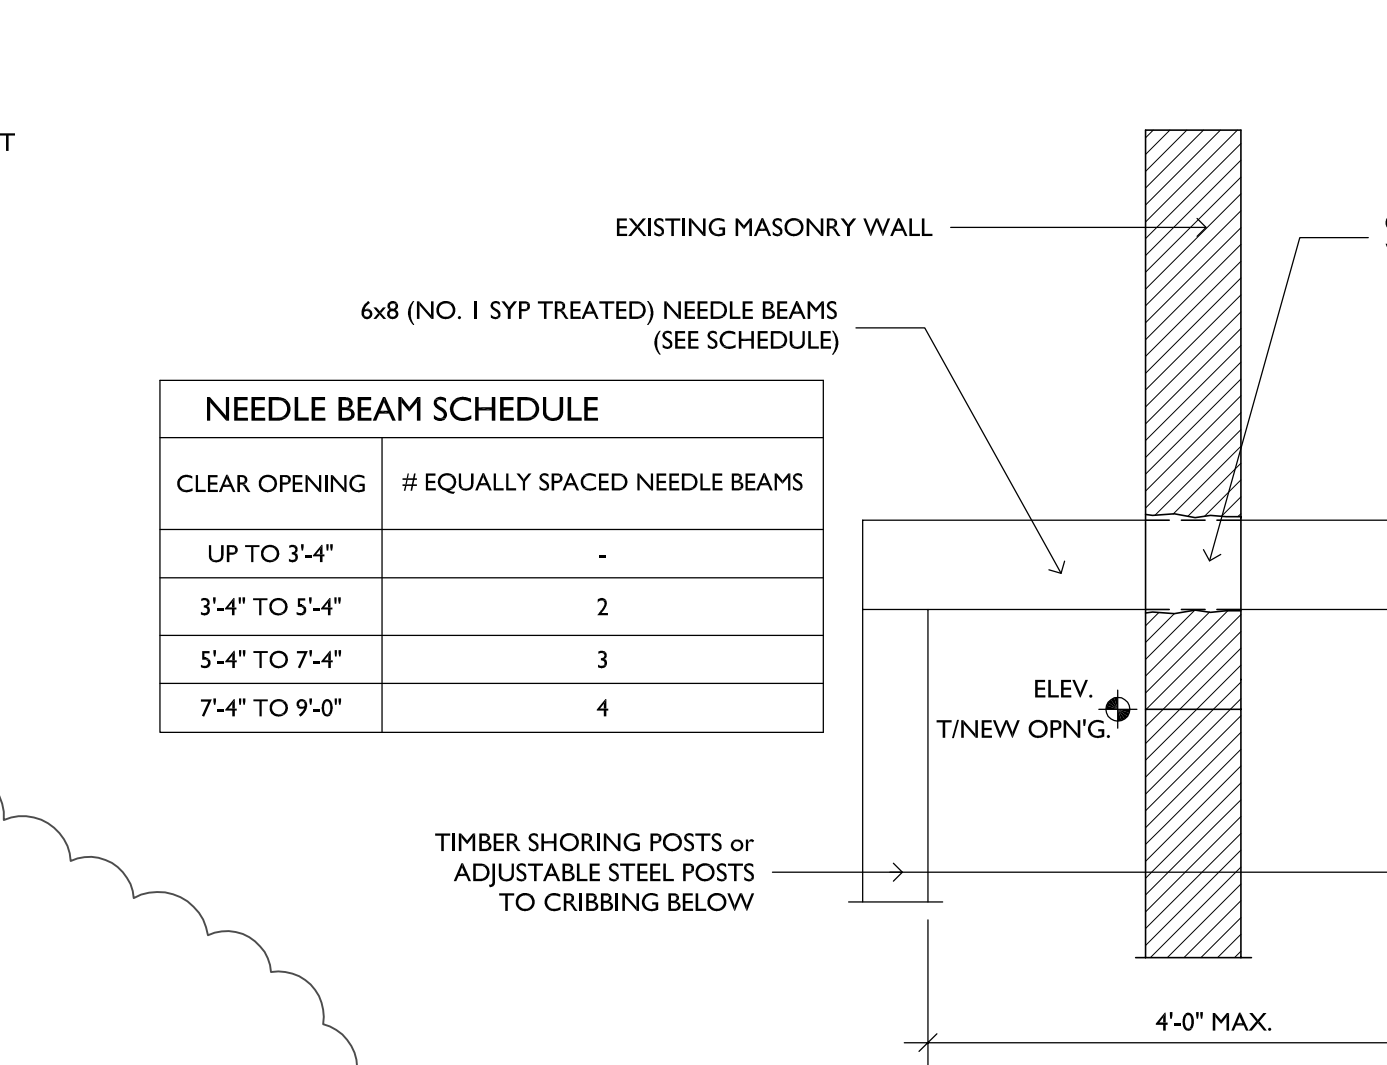 T
EXISTING MASONRY WALL
6x8 (NO. 1 SYP TREATED) NEEDLE BEAMS
(SEE SCHEDULE)
NEEDLE BEAM SCHEDULE
CLEAR OPENING # EQUALLY SPACED NEEDLE BEAMS
UP TO 3'-4" -
3'-4" TO 5'-4" 2
5'-4" TO 7'-4" 3
7'-4" TO 9'-0" 4
ELEV.
T/NEW OPN'G.
TIMBER SHORING POSTS or
ADJUSTABLE STEEL POSTS
TO CRIBBING BELOW
4'-0" MAX.